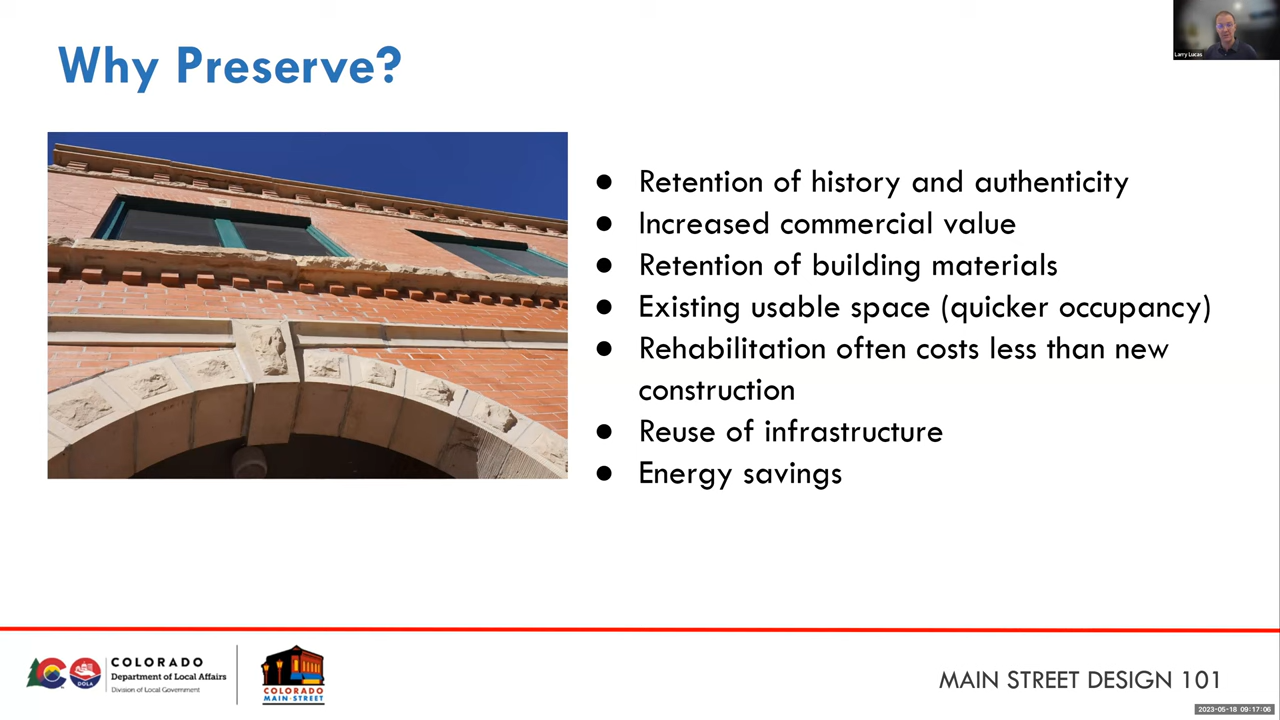 Larry Lucas
Why Preserve?
● Retention of history and authenticity
● Increased commercial value
● Retention of building materials
● Existing usable space (quicker occupancy)
● Rehabilitation often costs less than new
construction
● Reuse of infrastructure
● Energy savings
DOLA
COLORADO
Department of Local Affairs
Division of Local Government
COLORADO
MAIN STREET
MAIN STREET DESIGN 101
2023-05-18 09:17:06